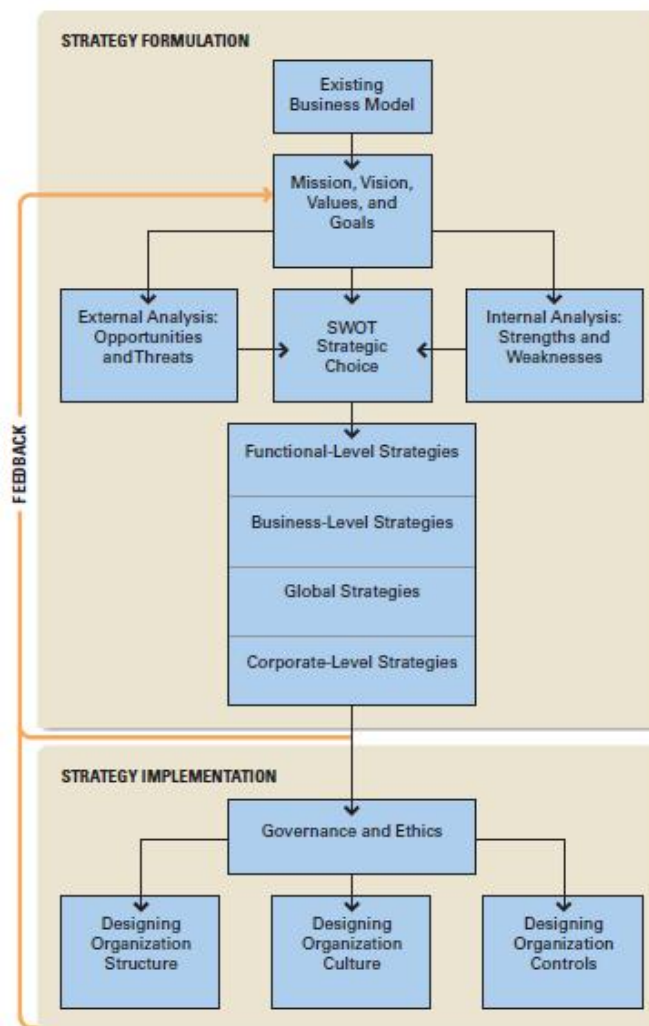 STRATEGY FORMULATION
Existing
Business Model
Mission, Vision,
Values, and
Goals
External Analysis:
Opportunities
and Threats
SWOT
Strategic
Choice
Internal Analysis:
Strengths and
Weaknesses
FEEDBACK
Functional-Level Strategies
Business-Level Strategies
Global Strategies
Corporate-Level Strategies
STRATEGY IMPLEMENTATION
Governance and Ethics
Designing
Organization
Structure
Designing
Organization
Culture
Designing
Organization
Controls